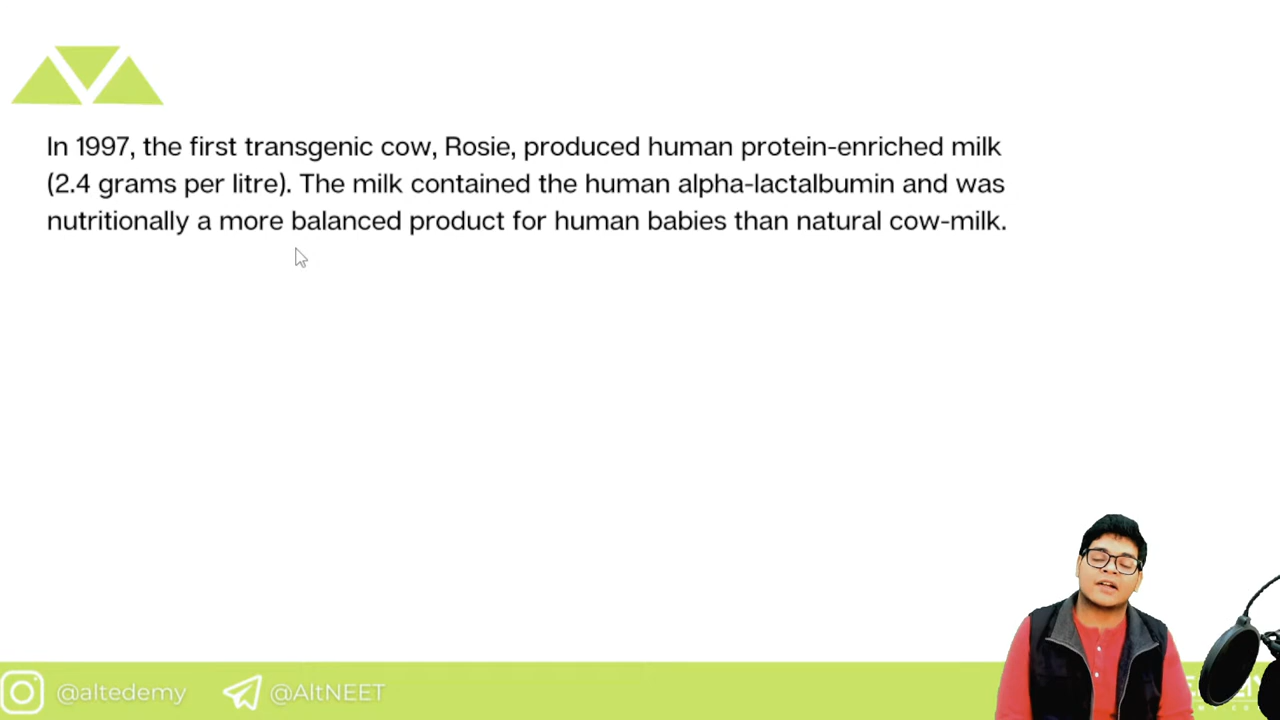 In 1997, the first transgenic cow, Rosie, produced human protein-enriched milk
(2.4 grams per litre). The milk contained the human alpha-lactalbumin and was
nutritionally a more balanced product for human babies than natural cow-milk.
@altedemy @AltNEET